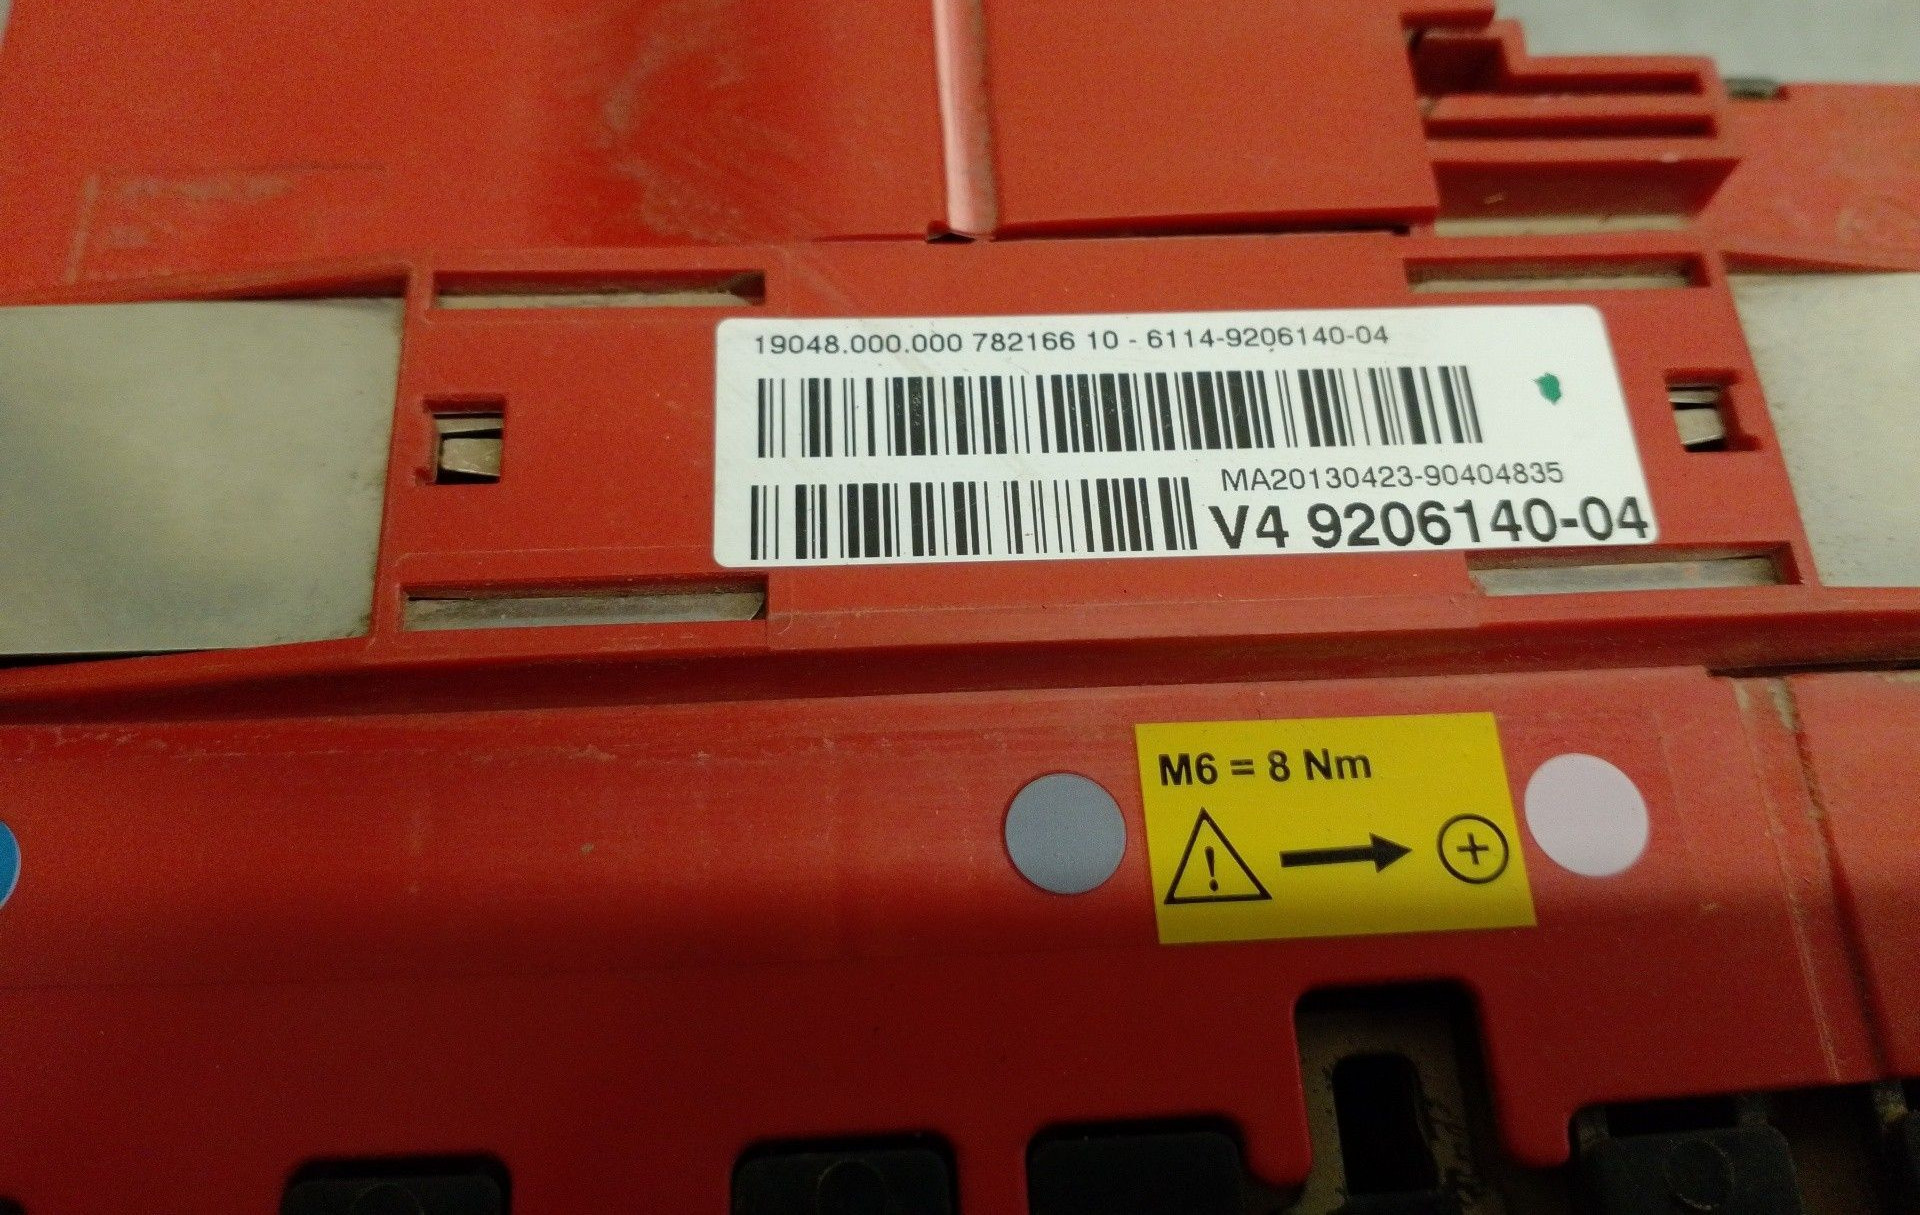 19048.000.000 782166 10 - 6114-9206140-04
MA20130423-90404835
V4 9206140-04
M6 = 8 Nm